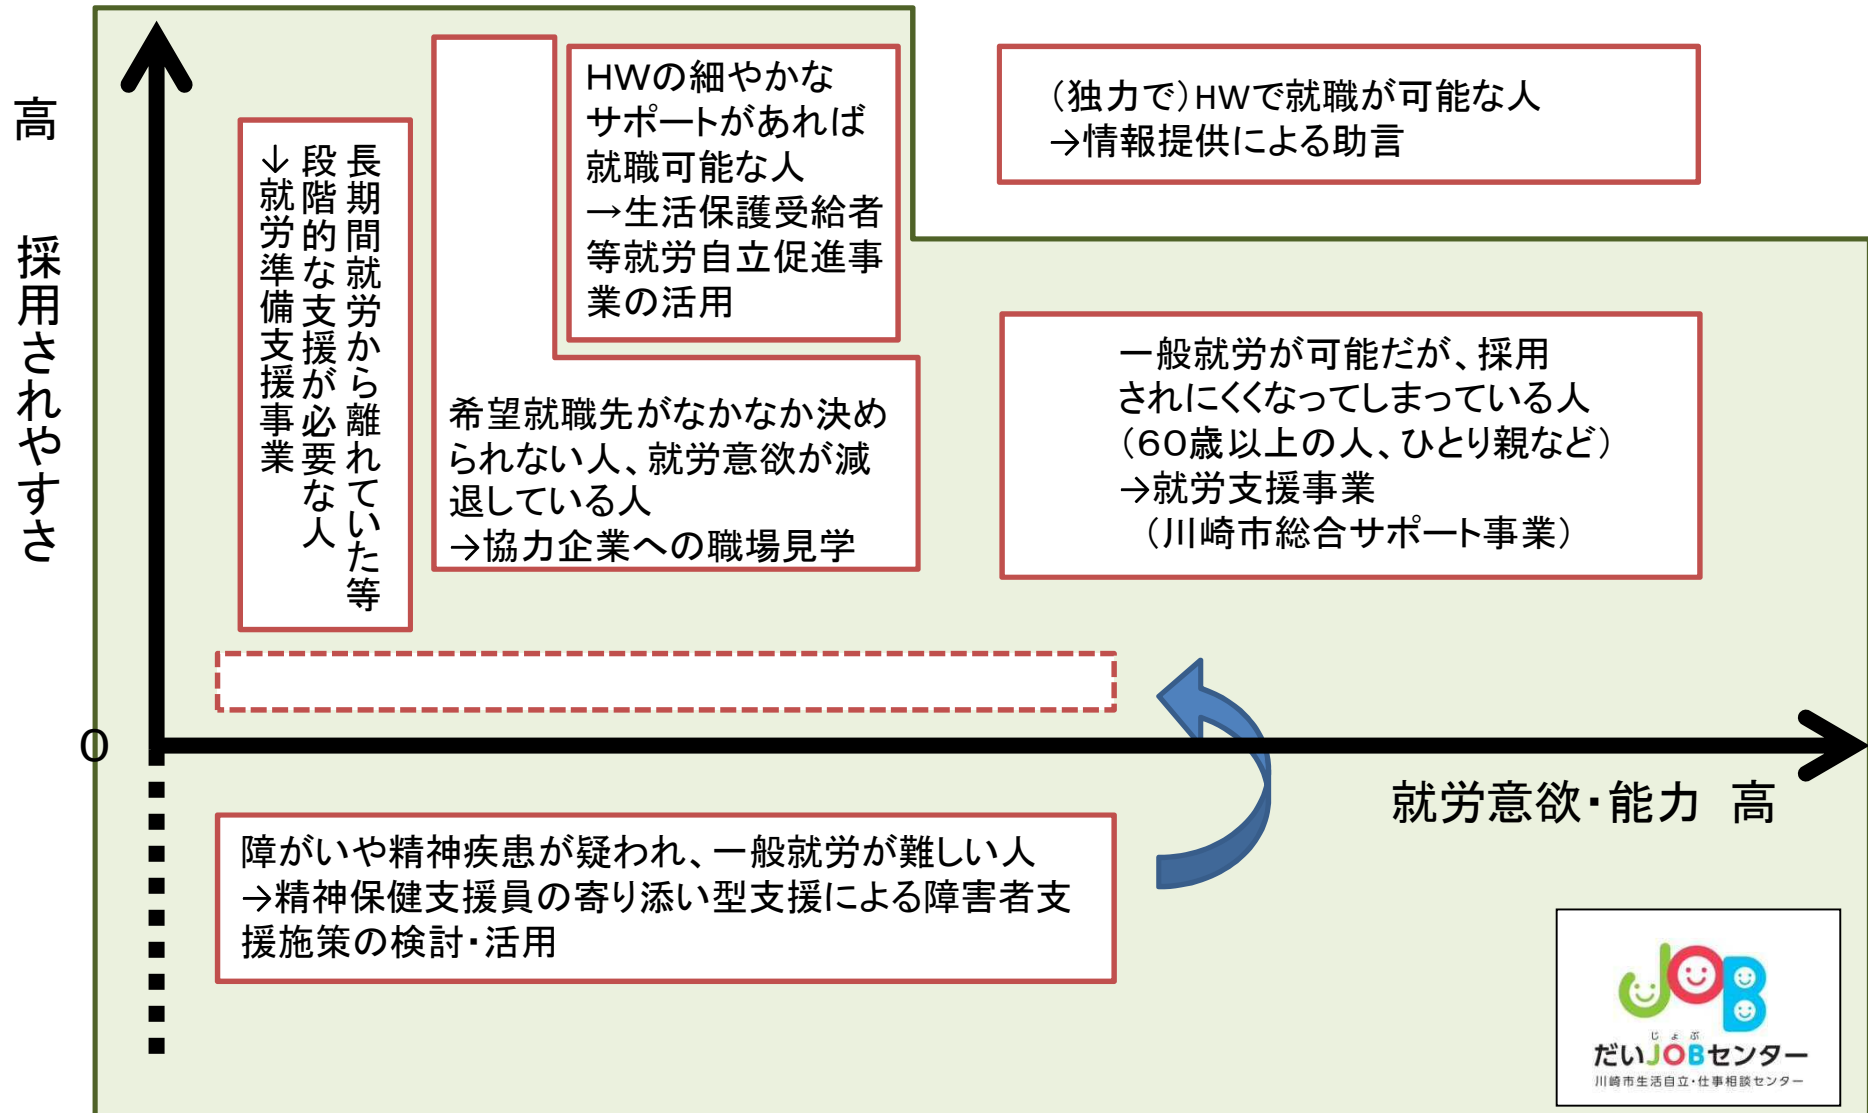 高　採用されやすさ
長期間就労から離れていた等
段階的な支援が必要な人
↓就労準備支援事業
HWの細やかな
サポートがあれば
就職可能な人
→生活保護受給者
等就労自立促進事
業の活用
（独力で）HWで就職が可能な人
→情報提供による助言
希望就職先がなかなか決め
られない人、就労意欲が減
退している人
→協力企業への職場見学
一般就労が可能だが、採用
されにくくなってしまっている人
（60歳以上の人、ひとり親など）
→就労支援事業
（川崎市総合サポート事業）
0
就労意欲・能力　高
障がいや精神疾患が疑われ、一般就労が難しい人
→精神保健支援員の寄り添い型支援による障害者支
援施策の検討・活用
JOB
じょぶ
だいJOBセンター
川崎市生活自立・仕事相談センター